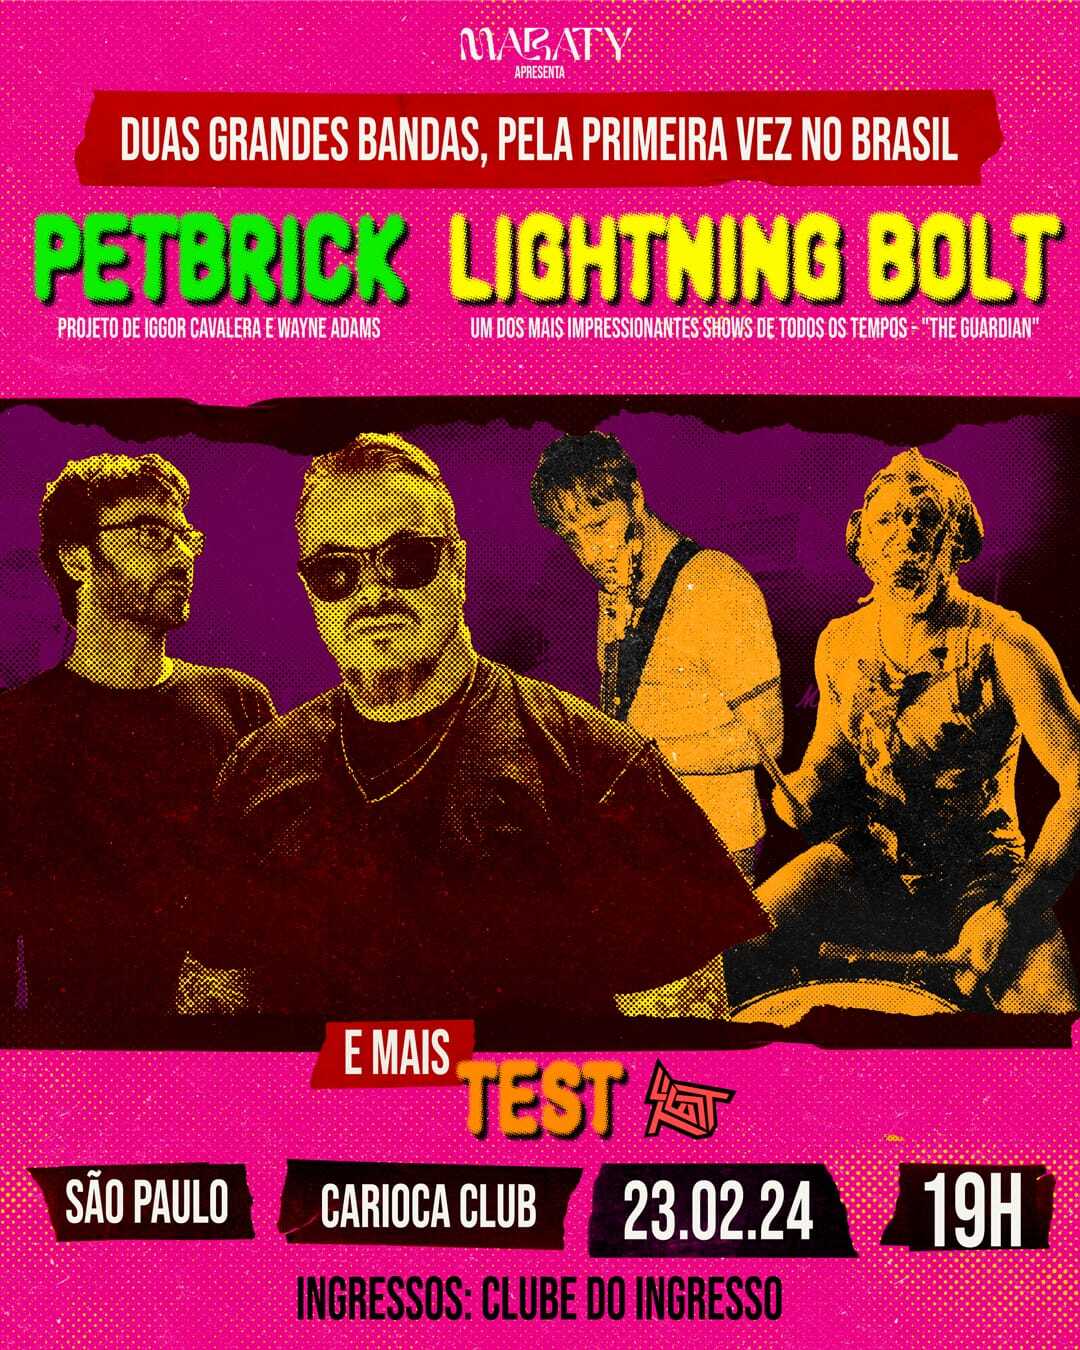 MARATY
APRESENTA
DUAS GRANDES BANDAS, PELA PRIMEIRA VEZ NO BRASIL
PETBRICK
LIGHTNING BOLT
PROJETO DE IGGOR CAVALERA E WAYNE ADAMS
UM DOS MAIS IMPRESSIONANTES SHOWS DE TODOS OS TEMPOS - "THE GUARDIAN"
E MAIS
TEST
SÃO PAULO
CARIOCA CLUB
23.02.24
19H
INGRESSOS: CLUBE DO INGRESSO